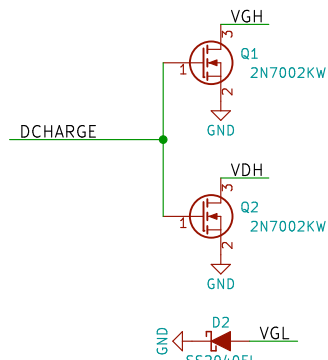 VGH
3
Q1
1
2N7002KW
2
GND
DCHARGE
VDH
3
Q2
1
2N7002KW
2
GND
D2
GND
VGL